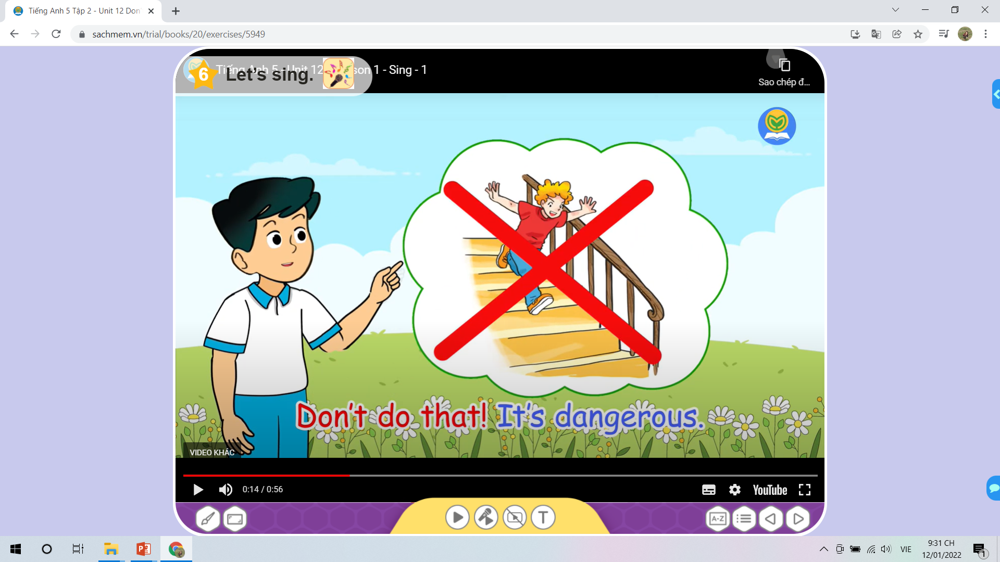 Tiếng Anh 5 Tập 2 - Unit 12 Don'
sachmem.vn/trial/books/20/exercises/5949
Tiếng Anh 5 - Unit 12 son 1 - Sing - 1
6 Let's sing.
Sao chép đ...
Don't do that! It's dangerous.
VIDEO KHÁC
0:14 / 0:56
YouTube
T
A-Z
P
VIE
9:31 CH
12/01/2022
1